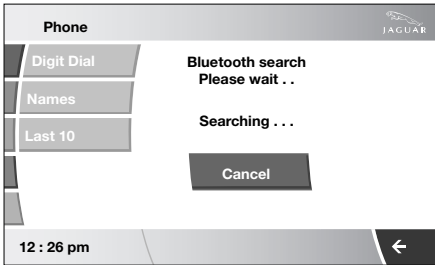 Phone
JAGUAR
Digit Dial
Names
Last 10
Bluetooth search
Please wait . .
Searching . . .
Cancel
12 : 26 pm